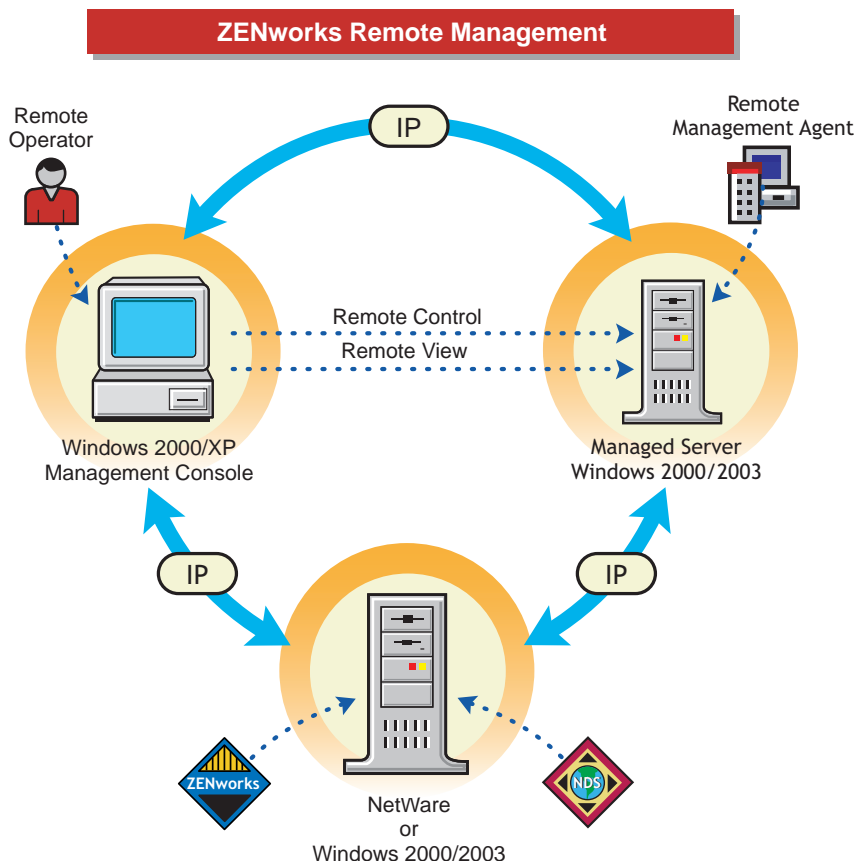 ZENworks Remote Management
Remote
Operator
IP
Remote
Management Agent
Remote Control
Remote View
Windows 2000/XP
Management Console
Managed Server
Windows 2000/2003
IP
IP
ZENworks
NDS
NetWare
or
Windows 2000/2003